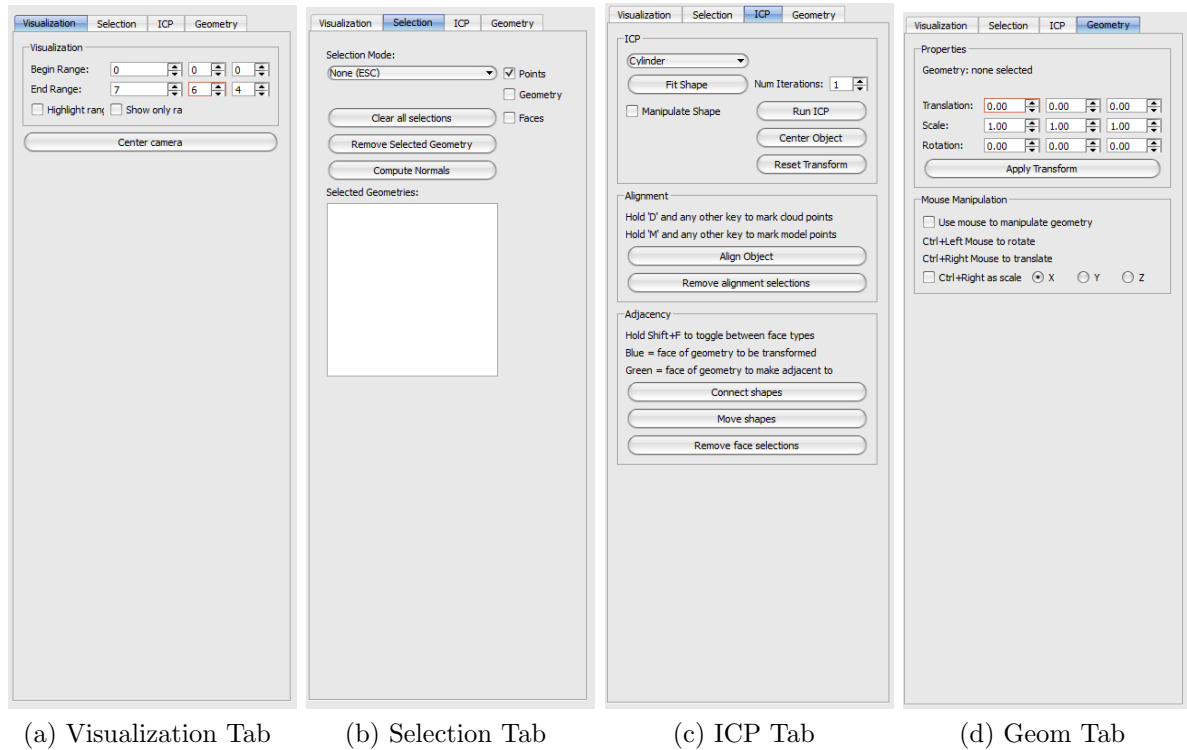 Visualization Selection ICP Geometry
Visualization
Begin Range: 0 0 0
End Range: 7 6 4
Highlight rang Show only ra
Center camera
(a) Visualization Tab
Visualization Selection ICP Geometry
Selection Mode:
None (ESC) Points
Geometry
Clear all selections Faces
Remove Selected Geometry
Compute Normals
Selected Geometries:
(b) Selection Tab
Visualization Selection ICP Geometry
ICP
Cylinder
Fit Shape Num Iterations: 1
Manipulate Shape Run ICP
Center Object
Reset Transform
Alignment
Hold 'D' and any other key to mark cloud points
Hold 'M' and any other key to mark model points
Align Object
Remove alignment selections
Adjacency
Hold Shift+F to toggle between face types
Blue = face of geometry to be transformed
Green = face of geometry to make adjacent to
Connect shapes
Move shapes
Remove face selections
(c) ICP Tab
Visualization Selection ICP Geometry
Properties
Geometry: none selected
Translation: 0.00 0.00 0.00
Scale: 1.00 1.00 1.00
Rotation: 0.00 0.00 0.00
Apply Transform
Mouse Manipulation
Use mouse to manipulate geometry
Ctrl+Left Mouse to rotate
Ctrl+Right Mouse to translate
Ctrl+Right as scale X Y Z
(d) Geom Tab